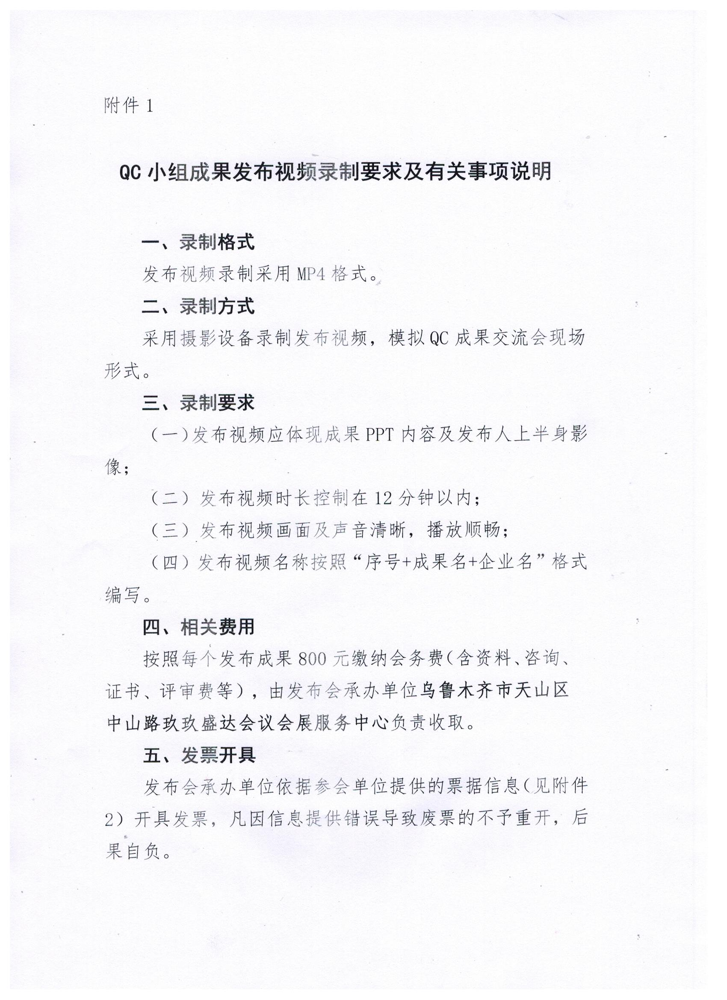 附件 1
QC 小组成果发布视频录制要求及有关事项说明
一、录制格式
发布视频录制采用 MP4 格式。
二、录制方式
采用摄影设备录制发布视频，模拟 QC 成果交流会现场
形式。
三、录制要求
（一）发布视频应体现成果 PPT 内容及发布人上半身影
像；
（二）发布视频时长控制在 12 分钟以内；
（三）发布视频画面及声音清晰，播放顺畅；
（四）发布视频名称按照“序号+成果名+企业名”格式
编写。
四、相关费用
按照每个发布成果 800 元缴纳会务费（含资料、咨询、
证书、评审费等），由发布会承办单位乌鲁木齐市天山区
中山路玖玖盛达会议会展服务中心负责收取。
五、发票开具
发布会承办单位依据参会单位提供的票据信息（见附件
2）开具发票，凡因信息提供错误导致废票的不予重开，后
果自负。